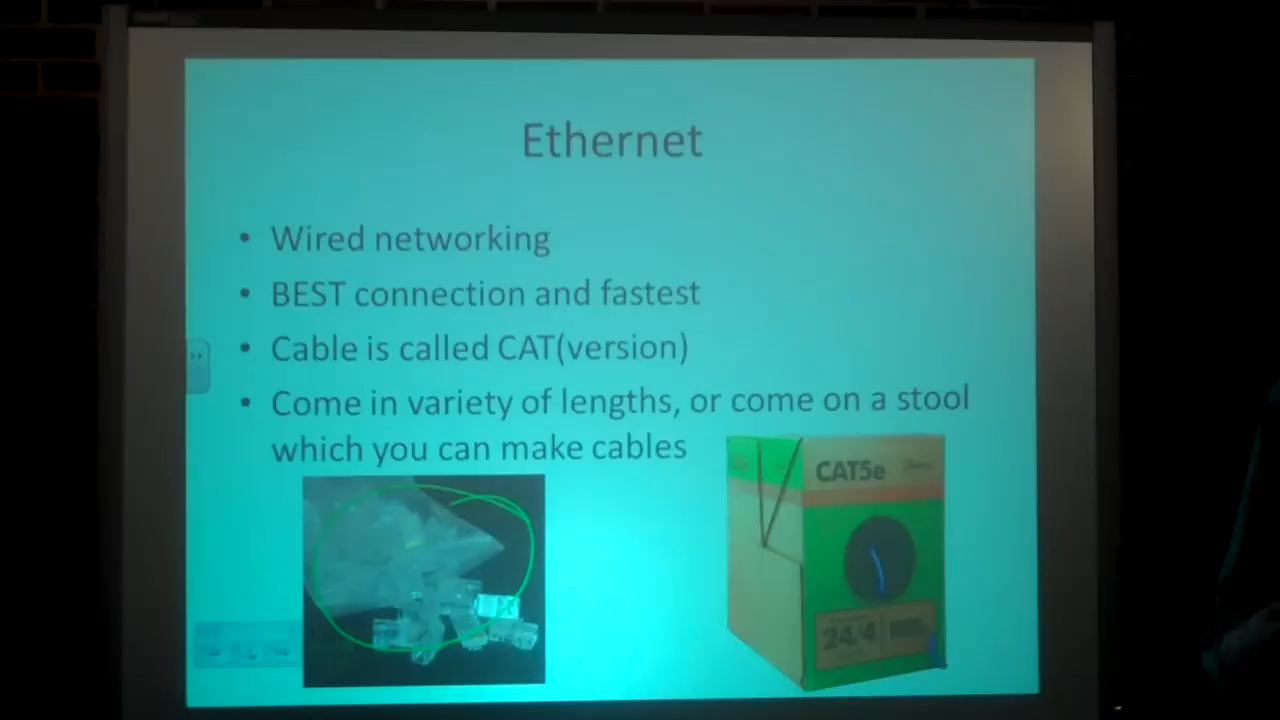 Ethernet
• Wired networking
• BEST connection and fastest
• Cable is called CAT(version)
• Come in variety of lengths, or come on a stool
which you can make cables
CAT5e
24/4